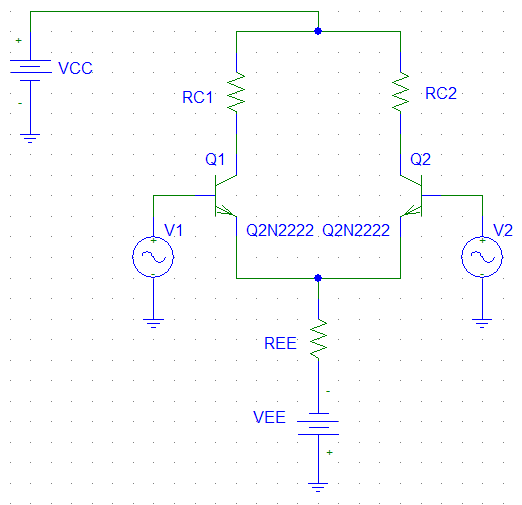 +
VCC
-
RC1
RC2
Q1
Q2
Q2N2222 Q2N2222
V1
V2
+
+
-
-
REE
-
VEE
+